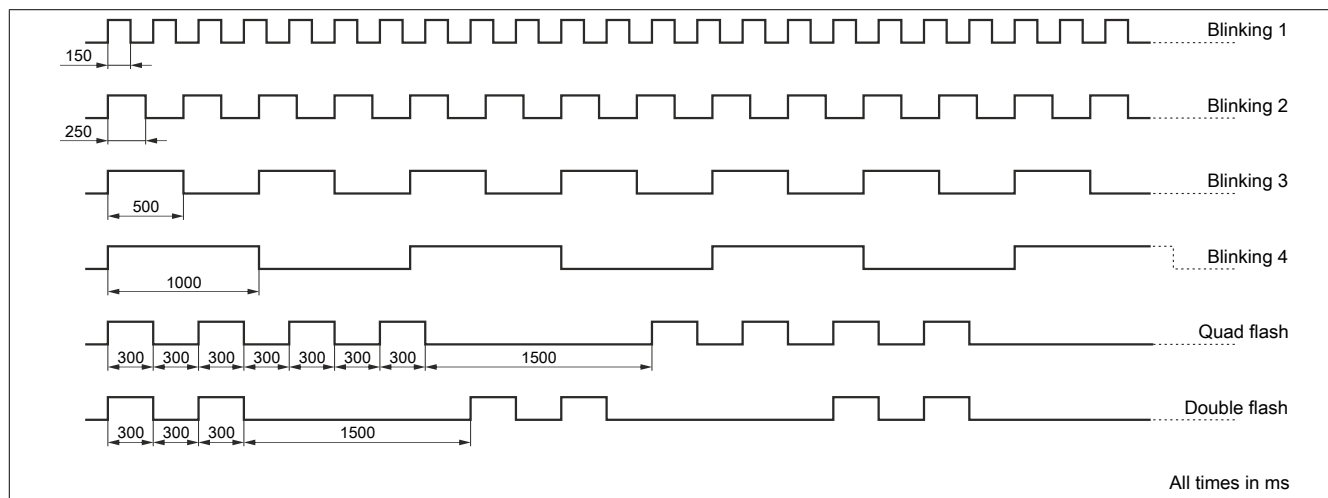 Blinking 1
150
Blinking 2
250
Blinking 3
500
Blinking 4
1000
Quad flash
300 300 300 300 300 300 300 1500
Double flash
300 300 300 1500
All times in ms